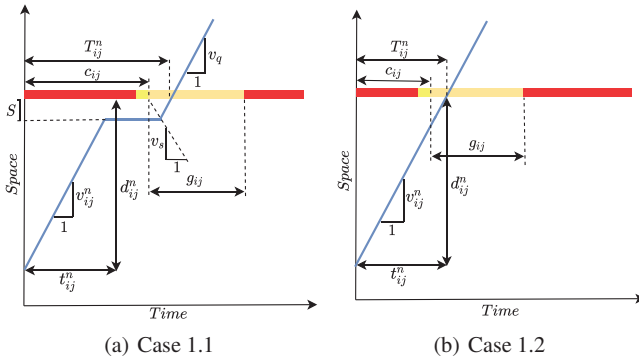 T_{ij}^n
c_{ij}
v_q
1
S
v_s
1
g_{ij}
d_{ij}^n
v_{ij}^n
1
t_{ij}^n
Space
Time
(a) Case 1.1
T_{ij}^n
c_{ij}
g_{ij}
d_{ij}^n
v_{ij}^n
1
t_{ij}^n
Space
Time
(b) Case 1.2